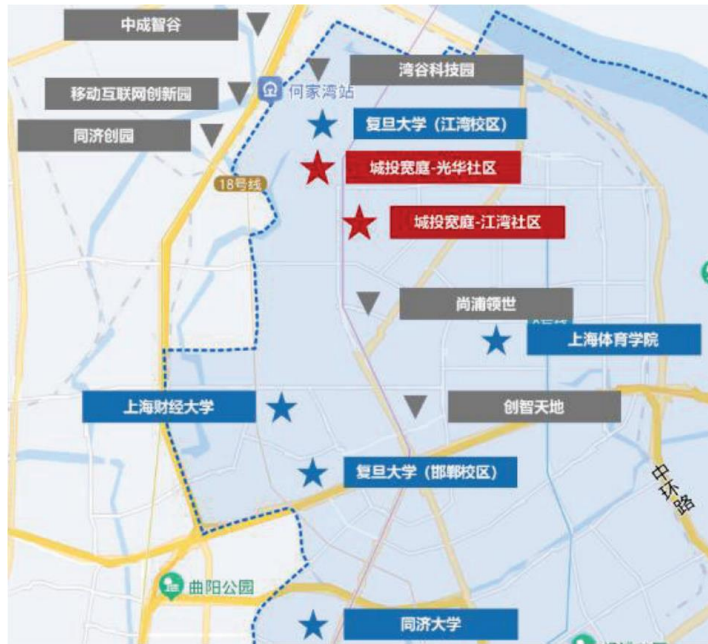 中成智谷
湾谷科技园
移动互联网创新园
何家湾站
复旦大学（江湾校区）
同济创园
城投宽庭-光华社区
18号线
城投宽庭-江湾社区
尚浦领世
上海体育学院
上海财经大学
创智天地
复旦大学（邯郸校区）
中环路
曲阳公园
同济大学